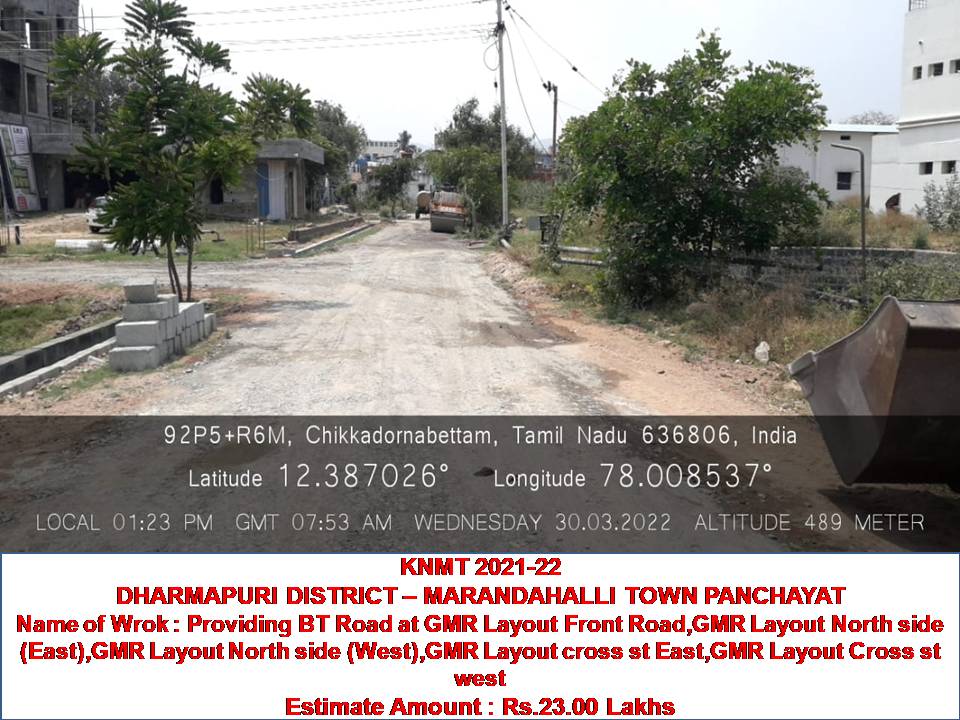 92P5+R6M, Chikkadornabettam, Tamil Nadu 636806, India
Latitude 12.387026° Longitude 78.008537°
LOCAL 01:23 PM GMT 07:53 AM WEDNESDAY 30.03.2022 ALTITUDE 489 METER
KNMT 2021-22
DHARMAPURI DISTRICT – MARANDAHALLI TOWN PANCHAYAT
Name of Wrok : Providing BT Road at GMR Layout Front Road,GMR Layout North side
(East),GMR Layout North side (West),GMR Layout cross st East,GMR Layout Cross st
west
Estimate Amount : Rs.23.00 Lakhs